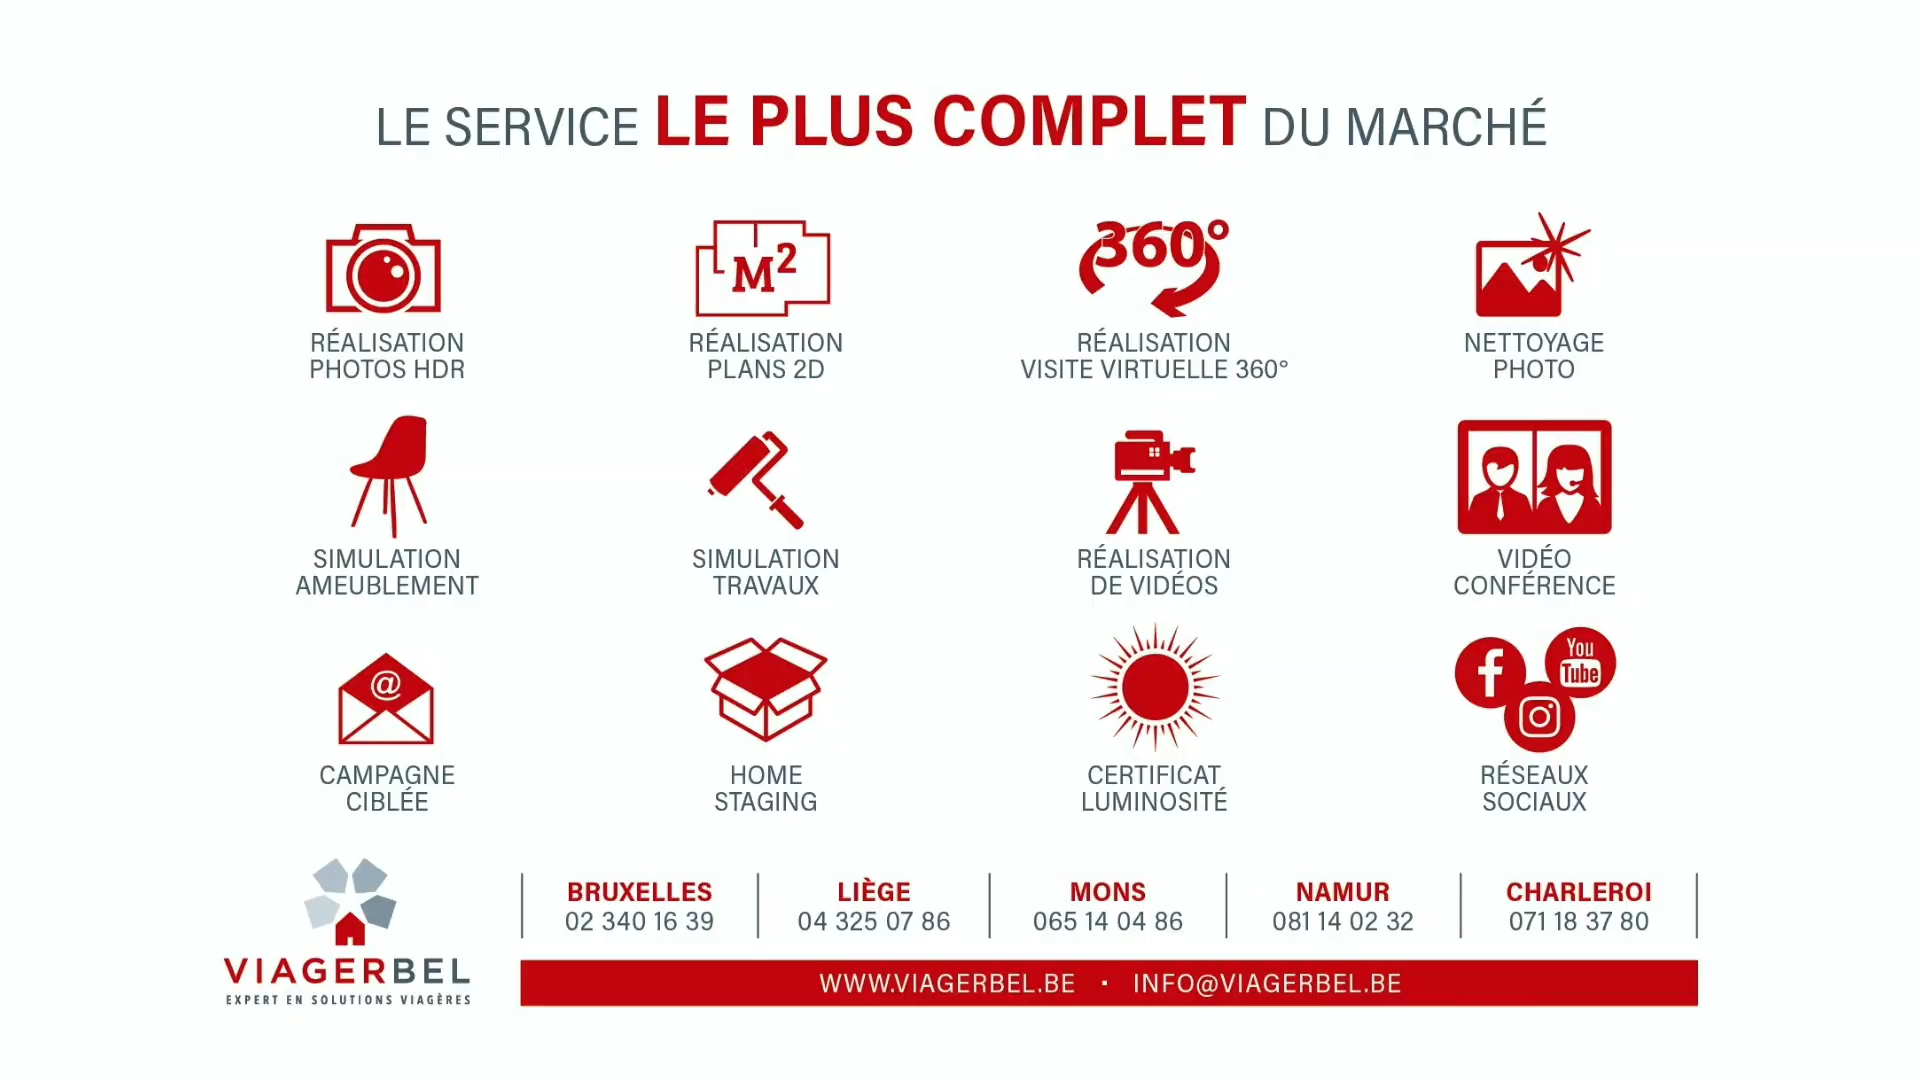 LE SERVICE LE PLUS COMPLET DU MARCHÉ
M²
360°
RÉALISATION
PHOTOS HDR
RÉALISATION
PLANS 2D
RÉALISATION
VISITE VIRTUELLE 360°
NETTOYAGE
PHOTO
SIMULATION
AMEUBLEMENT
SIMULATION
TRAVAUX
RÉALISATION
DE VIDÉOS
VIDÉO
CONFÉRENCE
@
f
You
Tube
CAMPAGNE
CIBLÉE
HOME
STAGING
CERTIFICAT
LUMINOSITÉ
RÉSEAUX
SOCIAUX
VIAGERBEL
EXPERT EN SOLUTIONS VIAGÈRES
BRUXELLES
02 340 16 39
LIÈGE
04 325 07 86
MONS
065 14 04 86
NAMUR
081 14 02 32
CHARLEROI
071 18 37 80
WWW.VIAGERBEL.BE · INFO@VIAGERBEL.BE